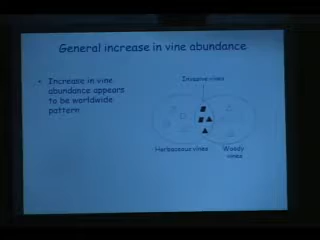 General increase in vine abundance
• Increase in vine
abundance appears
to be worldwide
pattern
Invasive vines
Herbaceous vines
Woody
vines